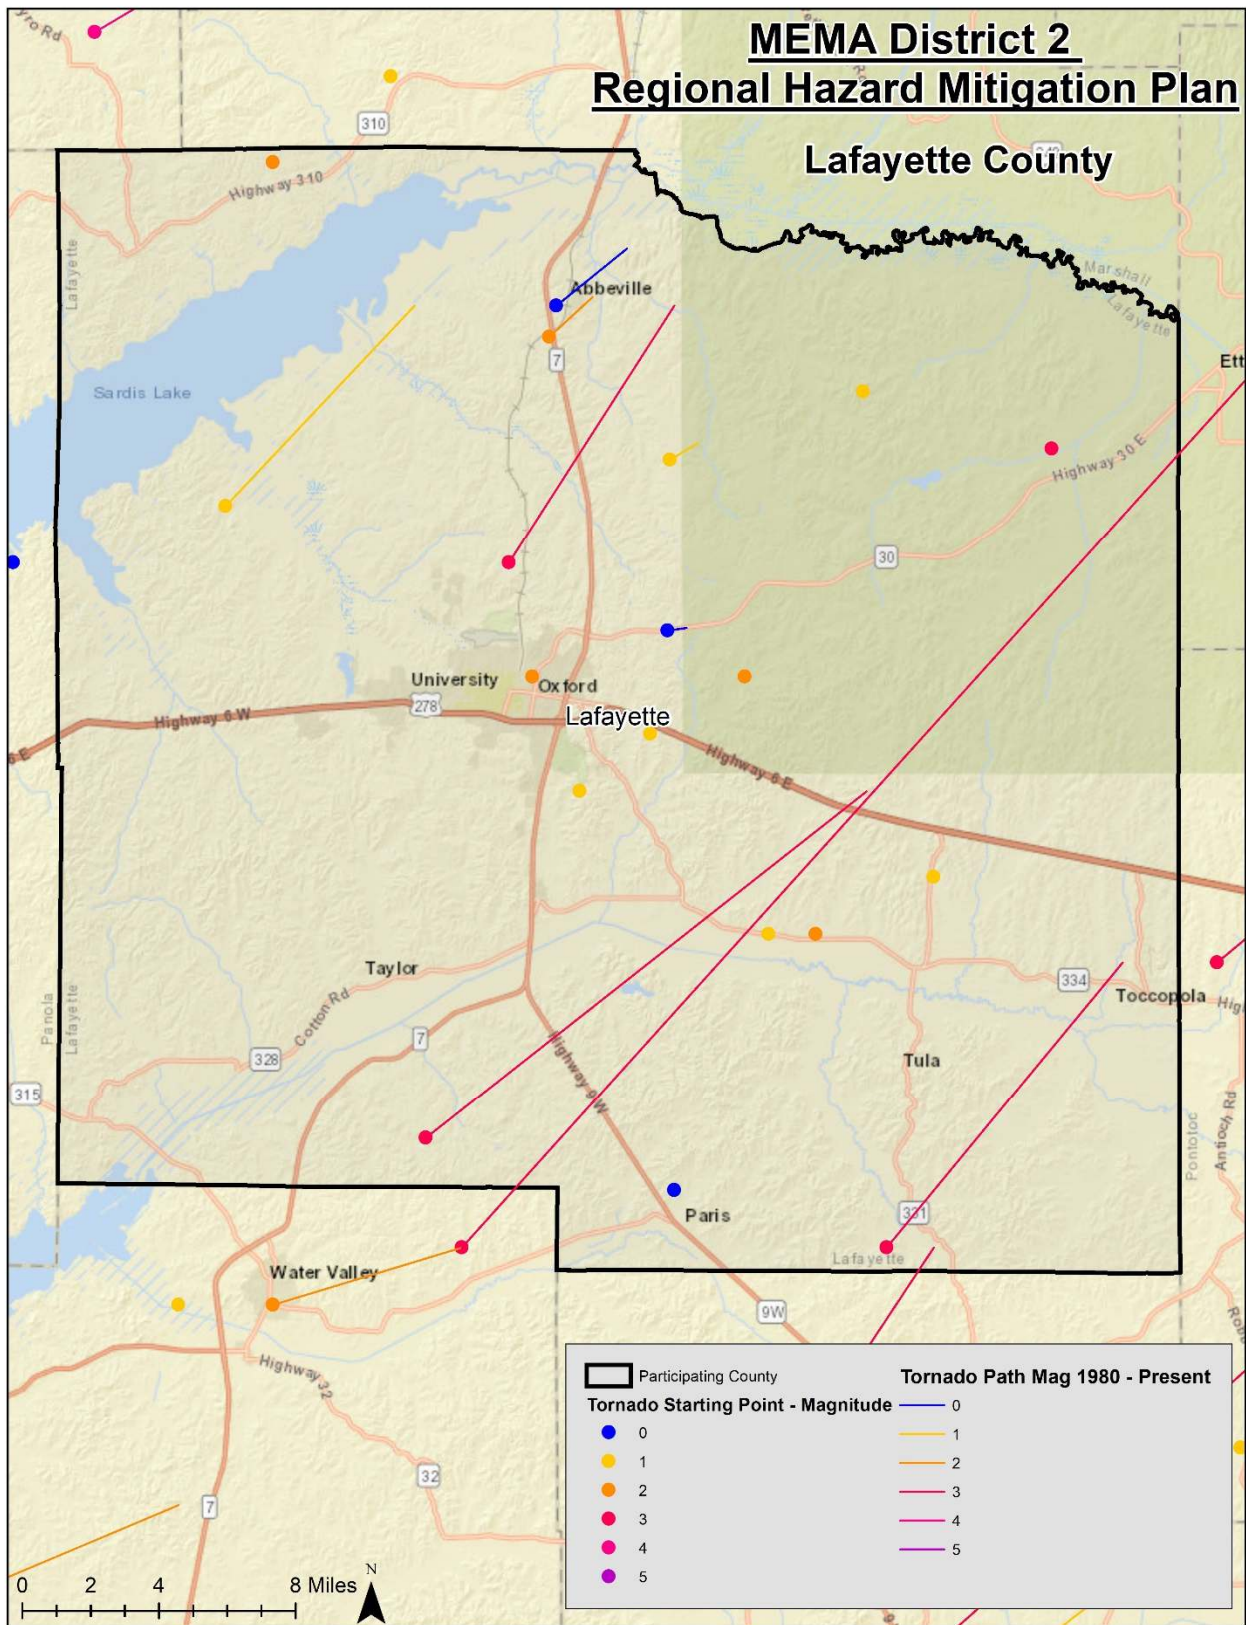 MEMA District 2
Regional Hazard Mitigation Plan
Lafayette County
yro Rd
310
Highway 310
Lafayette
Abbeville
7
Marshall
Lafayette
Ett
Sardis Lake
Highway 30 E
30
University
Oxford
278
Highway 6 W
Lafayette
6 E
Highway 6 E
Taylor
334
Toccopola
Panola
Lafayette
Cotton Rd
7
Highway 9 W
Tula
328
315
Antioch Rd
Pontotoc
Paris
331
Lafayette
Water Valley
9W
Highway 32
32
7
Participating County
Tornado Starting Point - Magnitude
0
1
2
3
4
5
Tornado Path Mag 1980 - Present
0
1
2
3
4
5
0 2 4 8 Miles
N